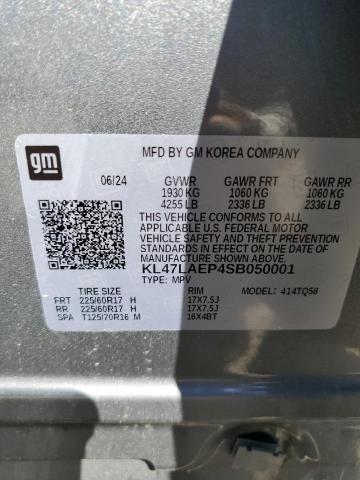 gm
MFD BY GM KOREA COMPANY
06/24 GVWR GAWR FRT GAWR RR
1930 KG 1060 KG 1060 KG
4255 LB 2336 LB 2336 LB
THIS VEHICLE CONFORMS TO ALL
APPLICABLE U.S. FEDERAL MOTOR
VEHICLE SAFETY AND THEFT PREVENTION
STANDARDS IN EFFECT ON THE DATE OF
MANUFACTURE SHOWN ABOVE.
KL47LAEP4SB050001
TYPE: MPV MODEL: 414TQ58
TIRE SIZE RIM
FRT 225/60R17 H 17X7.5J
RR 225/60R17 H 17X7.5J
SPA T125/70R16 M 16X4BT